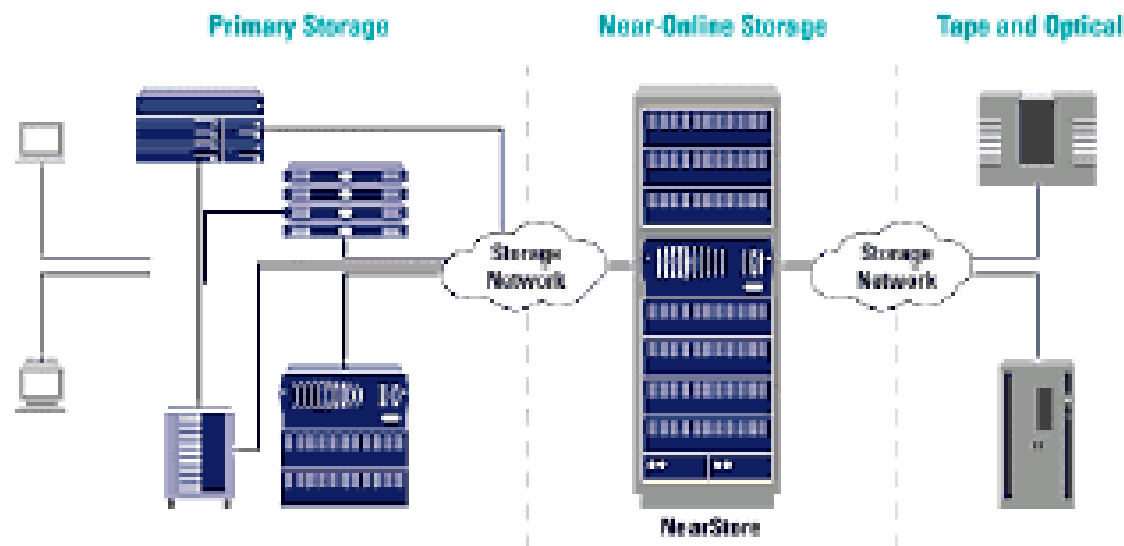 Primary Storage
Near-Online Storage
Tape and Optical
Storage
Network
Storage
Network
NearStore